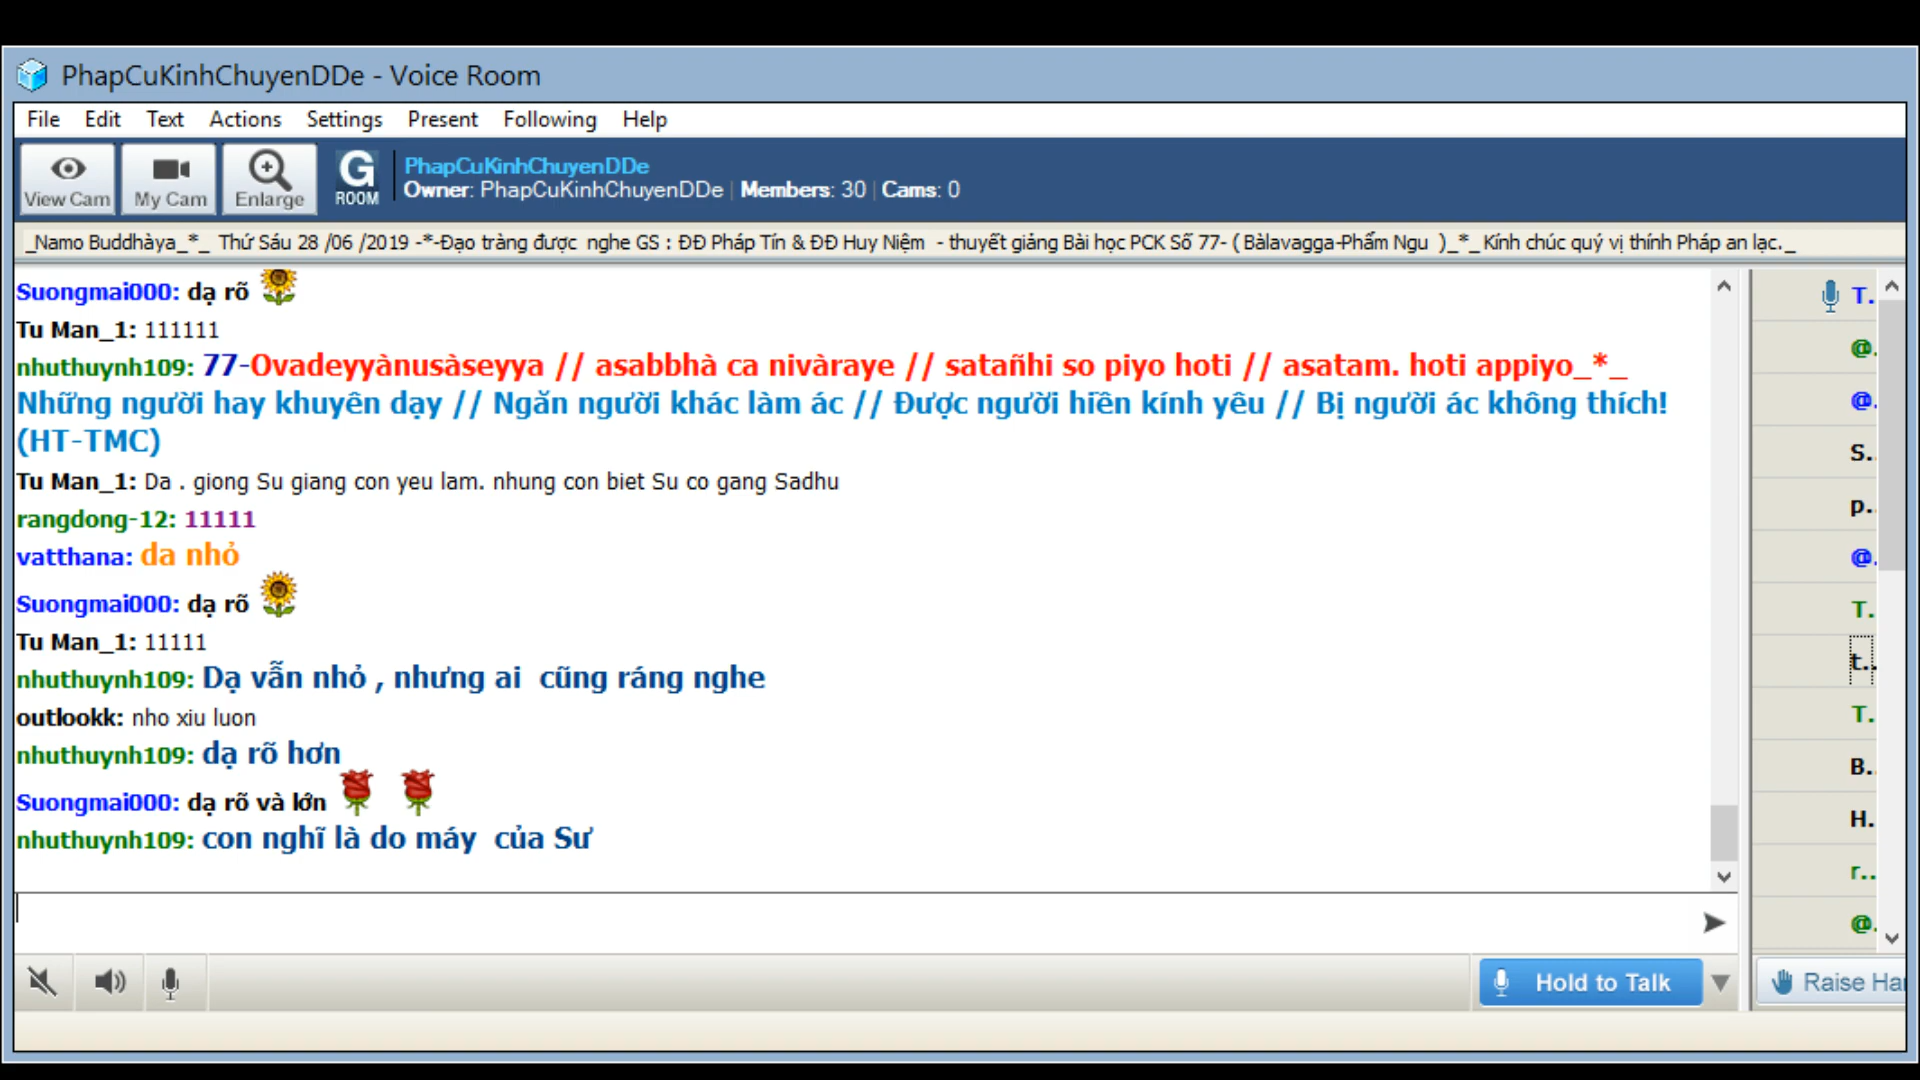 PhapCuKinhChuyenDDe - Voice Room
File Edit Text Actions Settings Present Following Help
View Cam My Cam Enlarge G ROOM
PhapCuKinhChuyenDDe
Owner: PhapCuKinhChuyenDDe | Members: 30 | Cams: 0
_Namo Buddhàya_*_ Thứ Sáu 28 /06 /2019 -*-Đạo tràng được nghe GS : ĐĐ Pháp Tín & ĐĐ Huy Niệm - thuyết giảng Bài học PCK Số 77- ( Bàlavagga-Phẩm Ngu )_*_Kính chúc quý vị thính Pháp an lạc._
Suongmai000: dạ rõ
Tu Man_1: 111111
nhuthuynh109: 77-Ovadeyyànusàseyya // asabbhà ca nivàraye // satañhi so piyo hoti // asatam. hoti appiyo_*_
Những người hay khuyên dạy // Ngăn người khác làm ác // Được người hiền kính yêu // Bị người ác không thích!
(HT-TMC)
Tu Man_1: Da . giong Su giang con yeu lam. nhung con biet Su co gang Sadhu
rangdong-12: 11111
vatthana: da nhỏ
Suongmai000: dạ rõ
Tu Man_1: 11111
nhuthuynh109: Dạ vẫn nhỏ , nhưng ai cũng ráng nghe
outlookk: nho xiu luon
nhuthuynh109: dạ rõ hơn
Suongmai000: dạ rõ và lớn
nhuthuynh109: con nghĩ là do máy của Sư
T.
@.
@.
S.
p.
@.
T.
t..
T.
B.
H.
r..
@.
Hold to Talk
Raise Ha